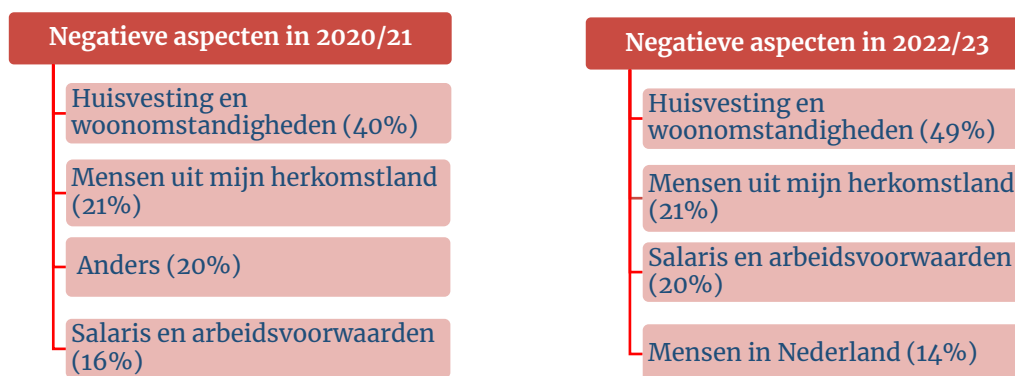 Negatieve aspecten in 2020/21
Huisvesting en
woonomstandigheden (40%)
Mensen uit mijn herkomstland
(21%)
Anders (20%)
Salaris en arbeidsvoorwaarden
(16%)
Negatieve aspecten in 2022/23
Huisvesting en
woonomstandigheden (49%)
Mensen uit mijn herkomstland
(21%)
Salaris en arbeidsvoorwaarden
(20%)
Mensen in Nederland (14%)